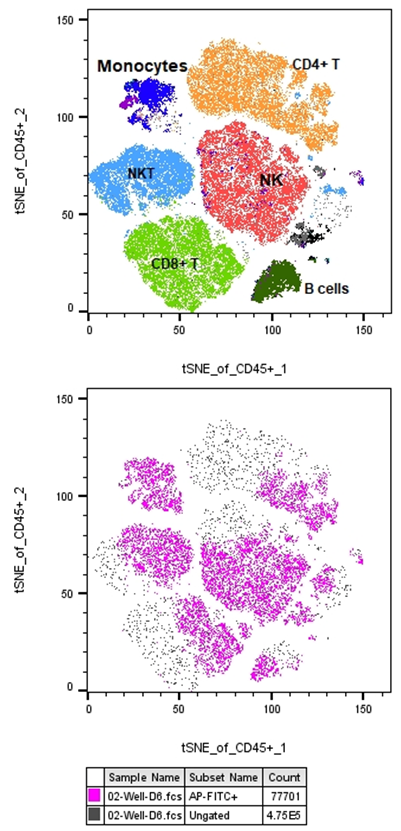 150
Monocytes
CD4+ T
100
tSNE_of_CD45+_2
NKT
NK
50
CD8+ T
B cells
0
0 50 100 150
tSNE_of_CD45+_1
150
100
tSNE_of_CD45+_2
50
0
0 50 100 150
tSNE_of_CD45+_1
Sample Name Subset Name Count
02-Well-D6.fcs AP-FITC+ 77701
02-Well-D6.fcs Ungated 4.75E5